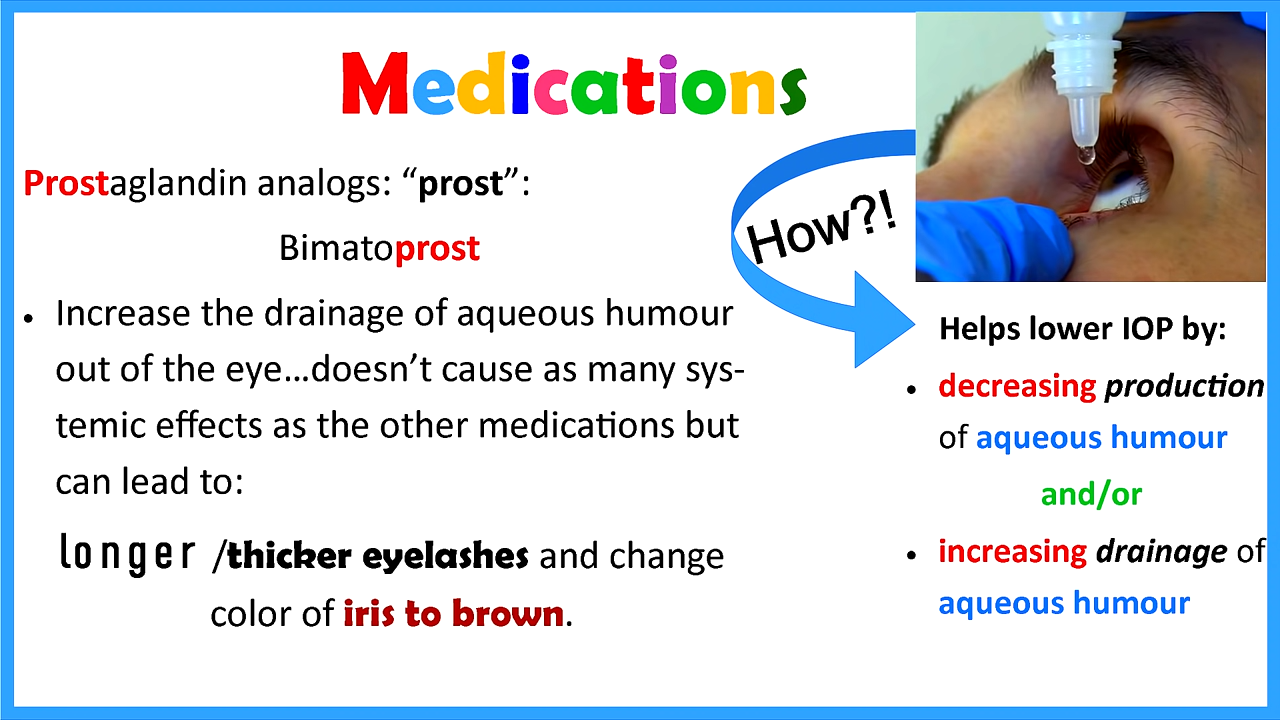 Medications
Prostaglandin analogs: “prost”:
Bimatoprost
• Increase the drainage of aqueous humour
out of the eye...doesn’t cause as many sys-
temic effects as the other medications but
can lead to:
longer /thicker eyelashes and change
color of iris to brown.
How?!
Helps lower IOP by:
• decreasing production
of aqueous humour
and/or
• increasing drainage of
aqueous humour